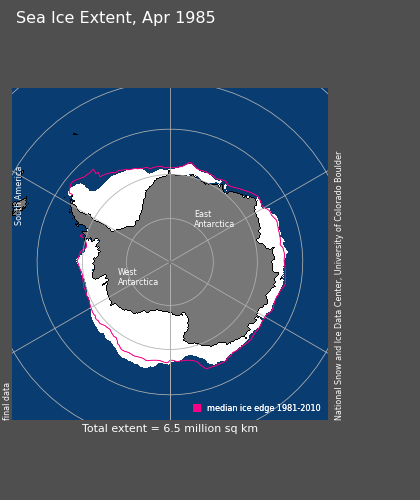 Sea Ice Extent, Apr 1985
South America
East
Antarctica
West
Antarctica
National Snow and Ice Data Center, University of Colorado Boulder
final data
median ice edge 1981-2010
Total extent = 6.5 million sq km